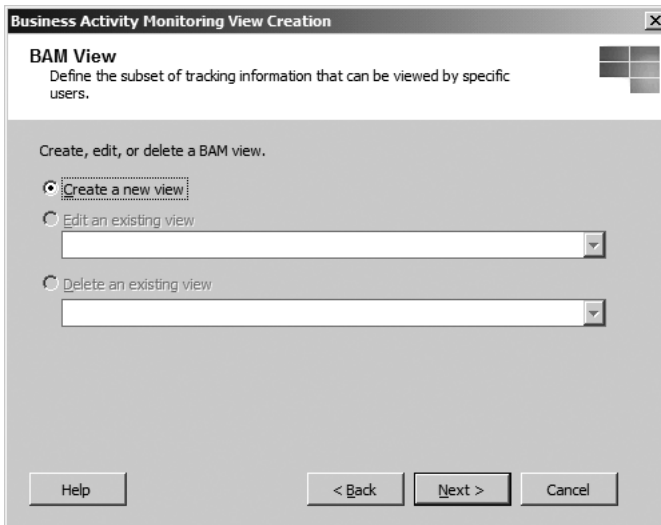 Business Activity Monitoring View Creation
BAM View
Define the subset of tracking information that can be viewed by specific
users.
Create, edit, or delete a BAM view.
Create a new view
Edit an existing view
Delete an existing view
Help
< Back
Next >
Cancel